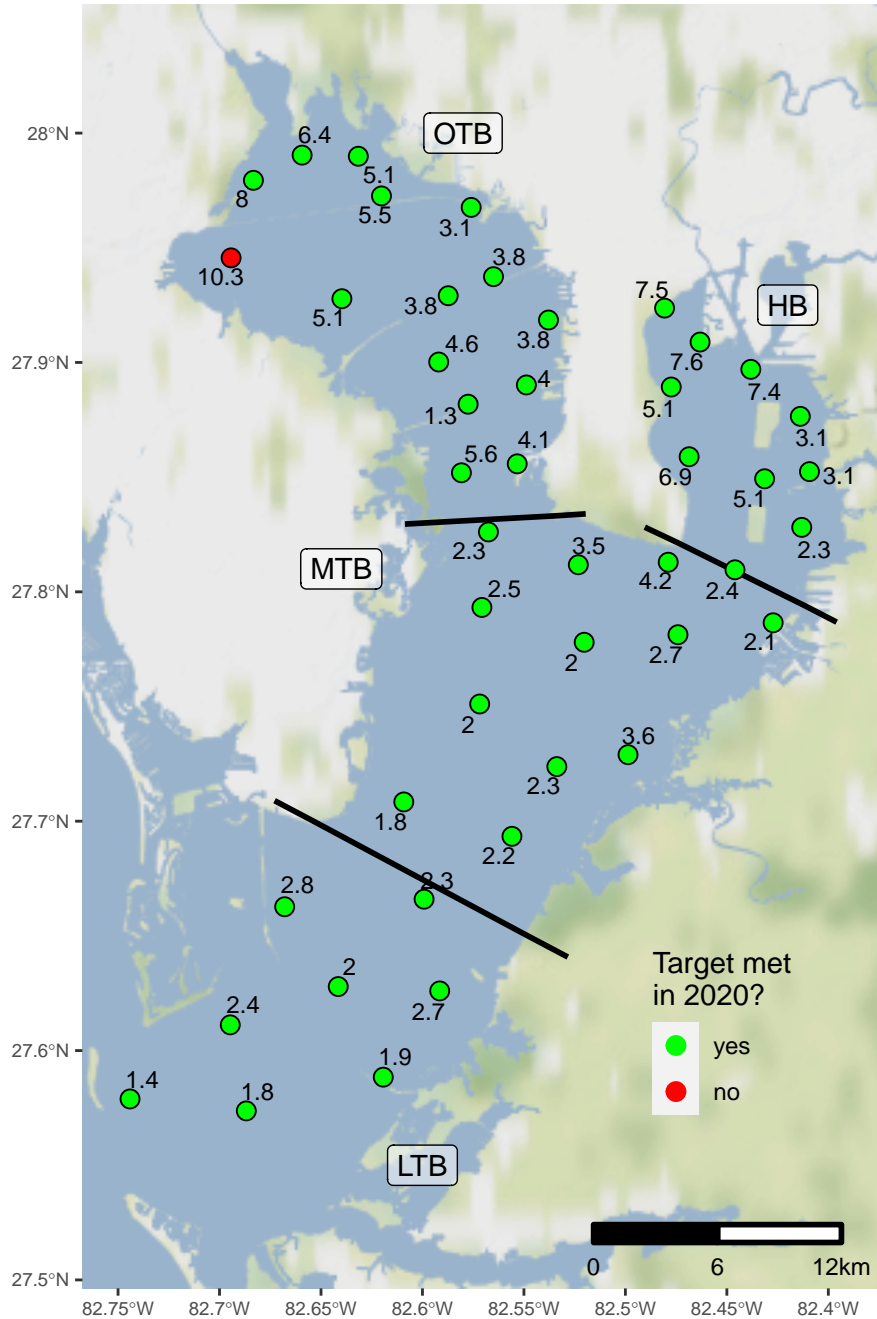 28°N
27.9°N
27.8°N
27.7°N
27.6°N
27.5°N
82.75°W
82.7°W
82.65°W
82.6°W
82.55°W
82.5°W
82.45°W
82.4°W
OTB
6.4
5.1
8
5.5
3.1
10.3
3.8
5.1
3.8
3.8
4.6
4
1.3
5.6
4.1
HB
7.5
7.6
7.4
5.1
3.1
6.9
5.1
3.1
2.3
MTB
2.3
3.5
4.2
2.4
2.5
2
2.7
2.1
2
2.3
3.6
1.8
2.2
2.3
2.8
2
2.7
2.4
1.9
1.4
1.8
LTB
Target met
in 2020?
yes
no
0 6 12km